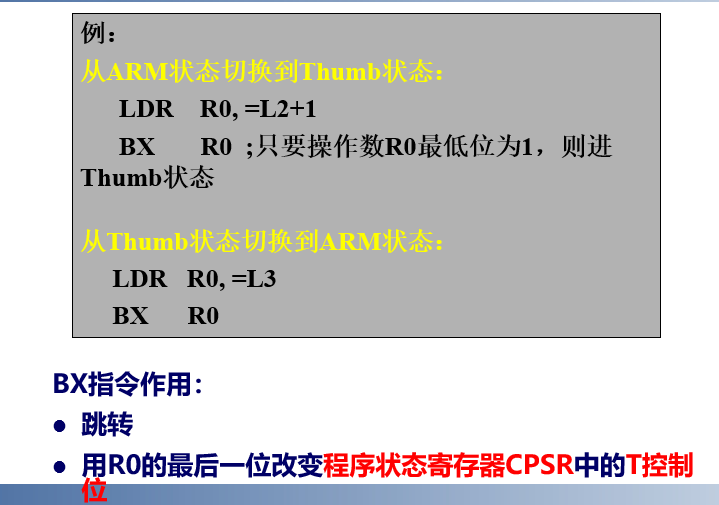 例：
从ARM状态切换到Thumb状态：
LDR R0, =L2+1
BX R0 ;只要操作数R0最低位为1，则进
Thumb状态
从Thumb状态切换到ARM状态：
LDR R0, =L3
BX R0
BX指令作用：
● 跳转
● 用R0的最后一位改变程序状态寄存器CPSR中的T控制
位